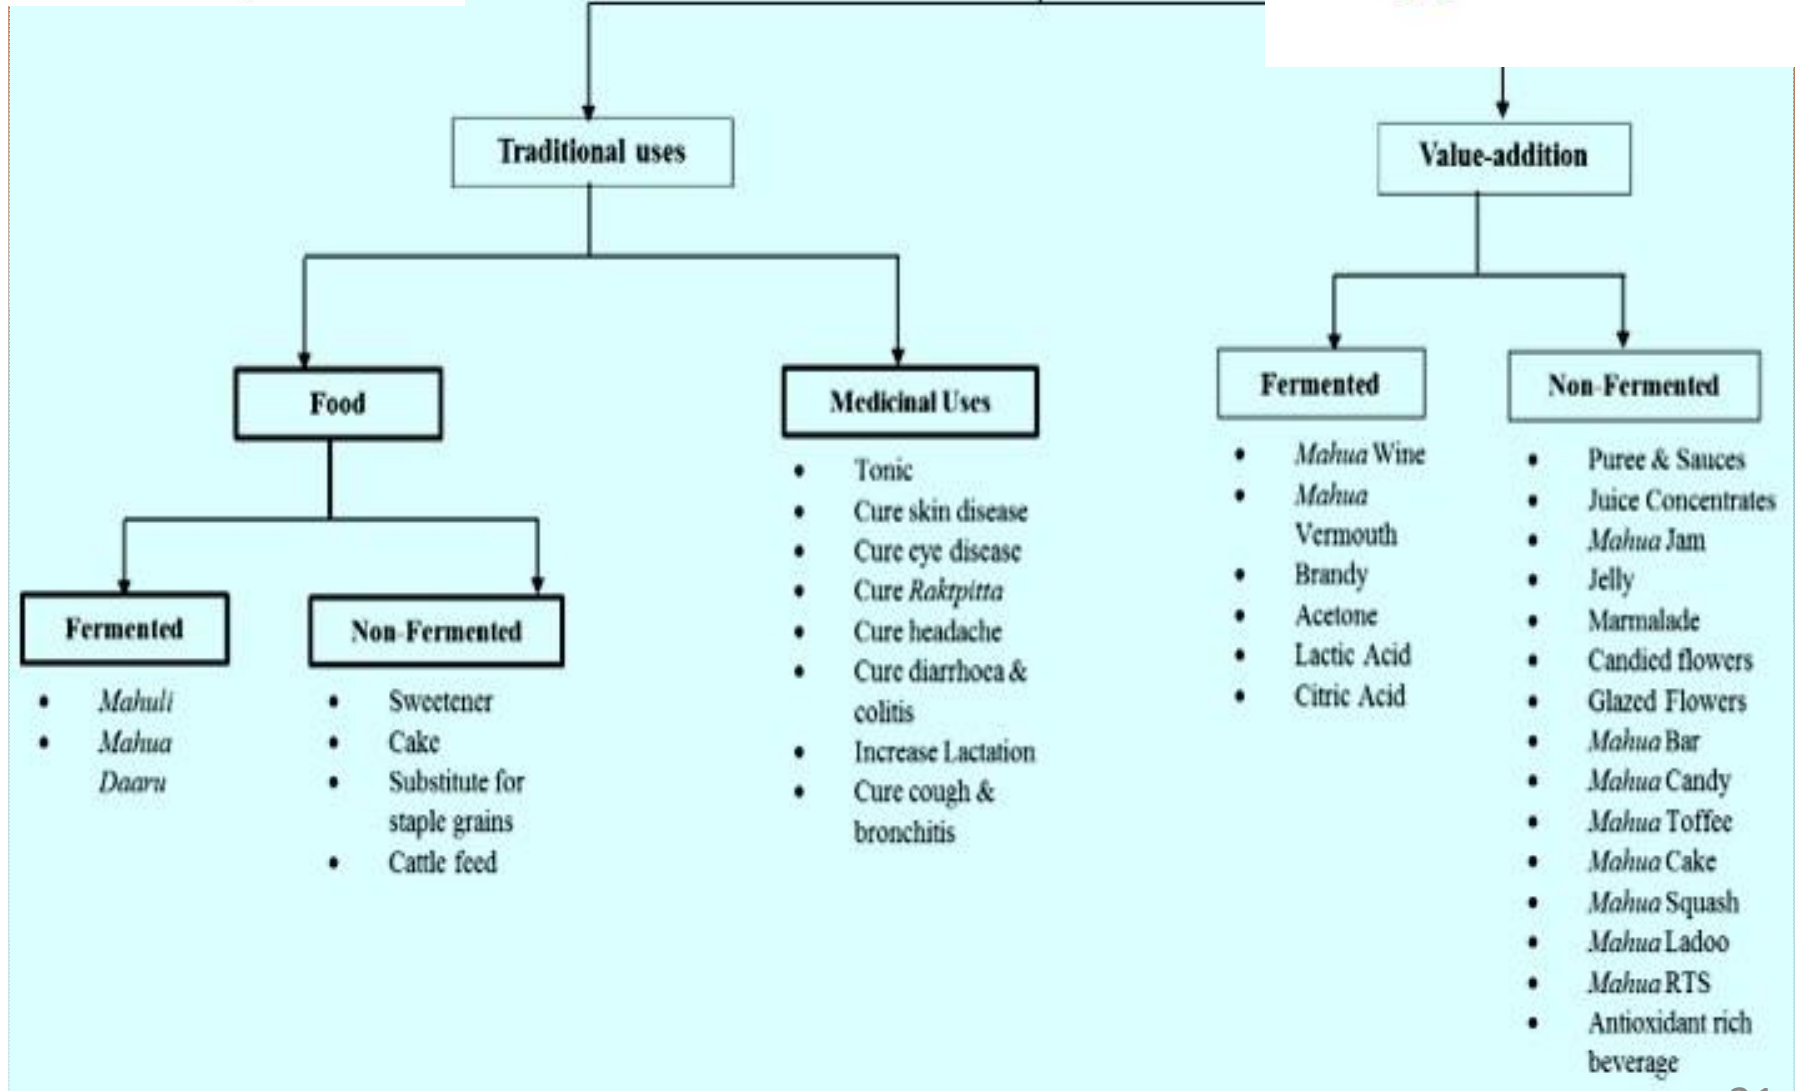 Traditional uses
Value-addition
Food
Medicinal Uses
Fermented
Non-Fermented
Fermented
Non-Fermented
• Mahuli
• Mahua
Daaru
• Sweetener
• Cake
• Substitute for
staple grains
• Cattle feed
• Tonic
• Cure skin disease
• Cure eye disease
• Cure Raktpitta
• Cure headache
• Cure diarrhoea &
colitis
• Increase Lactation
• Cure cough &
bronchitis
• Mahua Wine
• Mahua
Vermouth
• Brandy
• Acetone
• Lactic Acid
• Citric Acid
• Puree & Sauces
• Juice Concentrates
• Mahua Jam
• Jelly
• Marmalade
• Candied flowers
• Glazed Flowers
• Mahua Bar
• Mahua Candy
• Mahua Toffee
• Mahua Cake
• Mahua Squash
• Mahua Ladoo
• Mahua RTS
• Antioxidant rich
beverage